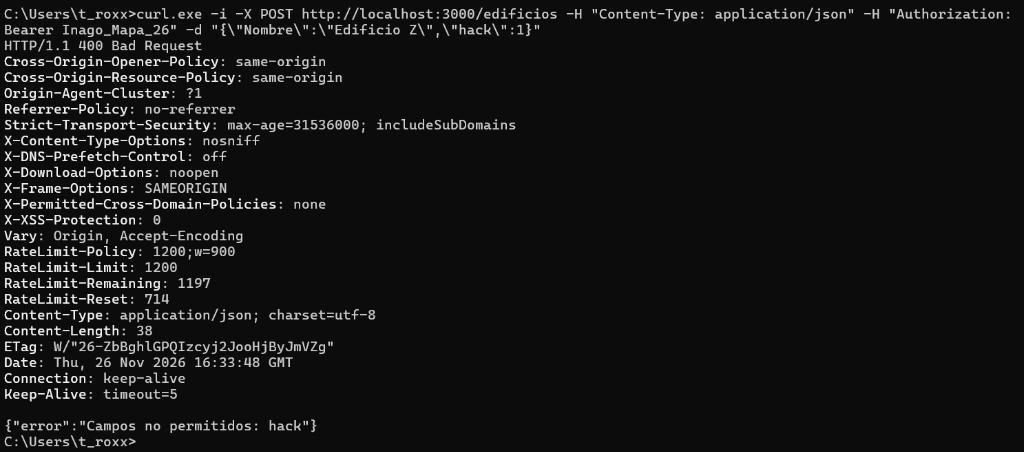 C:\Users\t_roxx>curl.exe -i -X POST http://localhost:3000/edificios -H "Content-Type: application/json" -H "Authorization:
Bearer Inago_Mapa_26" -d "{\"Nombre\":\"Edificio Z\",\"hack\":1}"
HTTP/1.1 400 Bad Request
Cross-Origin-Opener-Policy: same-origin
Cross-Origin-Resource-Policy: same-origin
Origin-Agent-Cluster: ?1
Referrer-Policy: no-referrer
Strict-Transport-Security: max-age=31536000; includeSubDomains
X-Content-Type-Options: nosniff
X-DNS-Prefetch-Control: off
X-Download-Options: noopen
X-Frame-Options: SAMEORIGIN
X-Permitted-Cross-Domain-Policies: none
X-XSS-Protection: 0
Vary: Origin, Accept-Encoding
RateLimit-Policy: 1200;w=900
RateLimit-Limit: 1200
RateLimit-Remaining: 1197
RateLimit-Reset: 714
Content-Type: application/json; charset=utf-8
Content-Length: 38
ETag: W/"26-ZbBghlGPQIzcyj2JooHjByJmVZg"
Date: Thu, 26 Nov 2026 16:33:48 GMT
Connection: keep-alive
Keep-Alive: timeout=5
{"error":"Campos no permitidos: hack"}
C:\Users\t_roxx>